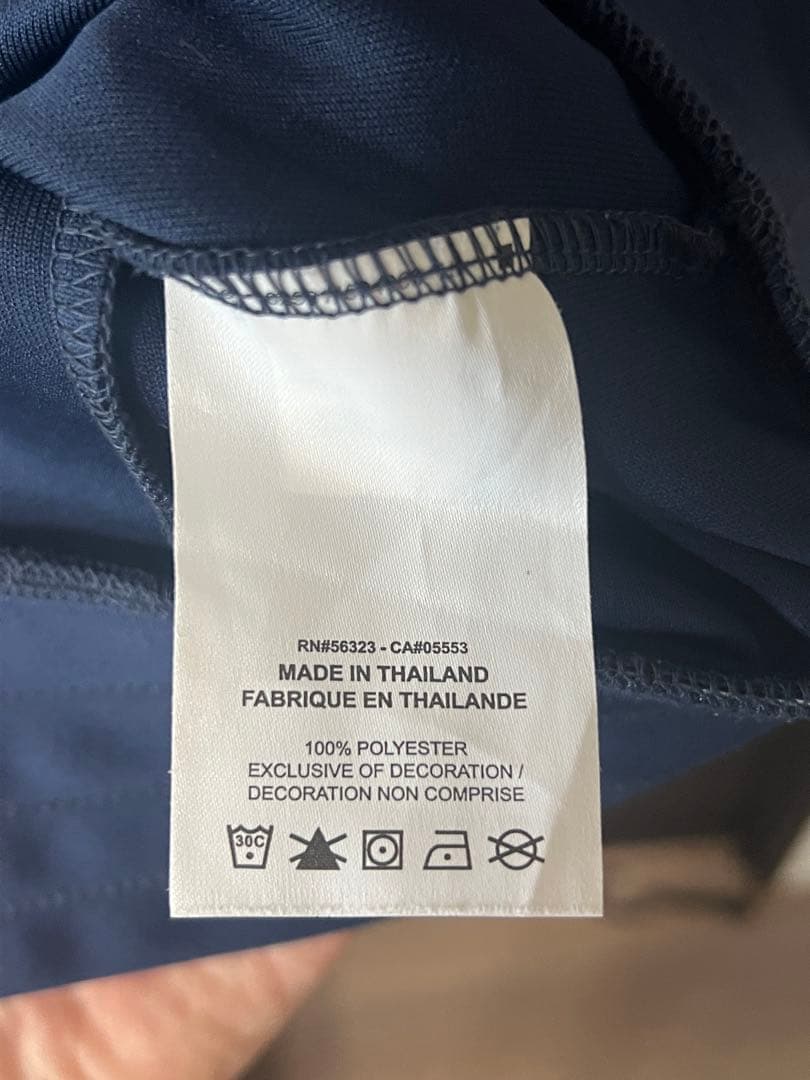 RN#56323 - CA#05553
MADE IN THAILAND
FABRIQUE EN THAILANDE
100% POLYESTER
EXCLUSIVE OF DECORATION /
DECORATION NON COMPRISE
30C